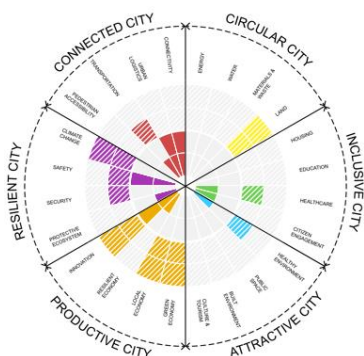 CONNECTED CITY
CIRCULAR CITY
INCLUSIVE CITY
ATTRACTIVE CITY
PRODUCTIVE CITY
RESILIENT CITY
PEDESTRIAN
ACCESSIBILITY
TRANSPORTATION
URBAN
LOGISTICS
CONNECTIVITY
ENERGY
WATER
MATERIALS &
WASTE
LAND
HOUSING
EDUCATION
HEALTHCARE
CITIZEN
ENGAGEMENT
HEALTHY
ENVIRONMENT
PUBLIC
SPACE
BUILT
ENVIRONMENT
CULTURE &
TOURISM
GREEN
ECONOMY
LOCAL
ECONOMY
RESILIENT
ECONOMY
INNOVATION
PROTECTIVE
ECOSYSTEM
SECURITY
SAFETY
CLIMATE
CHANGE